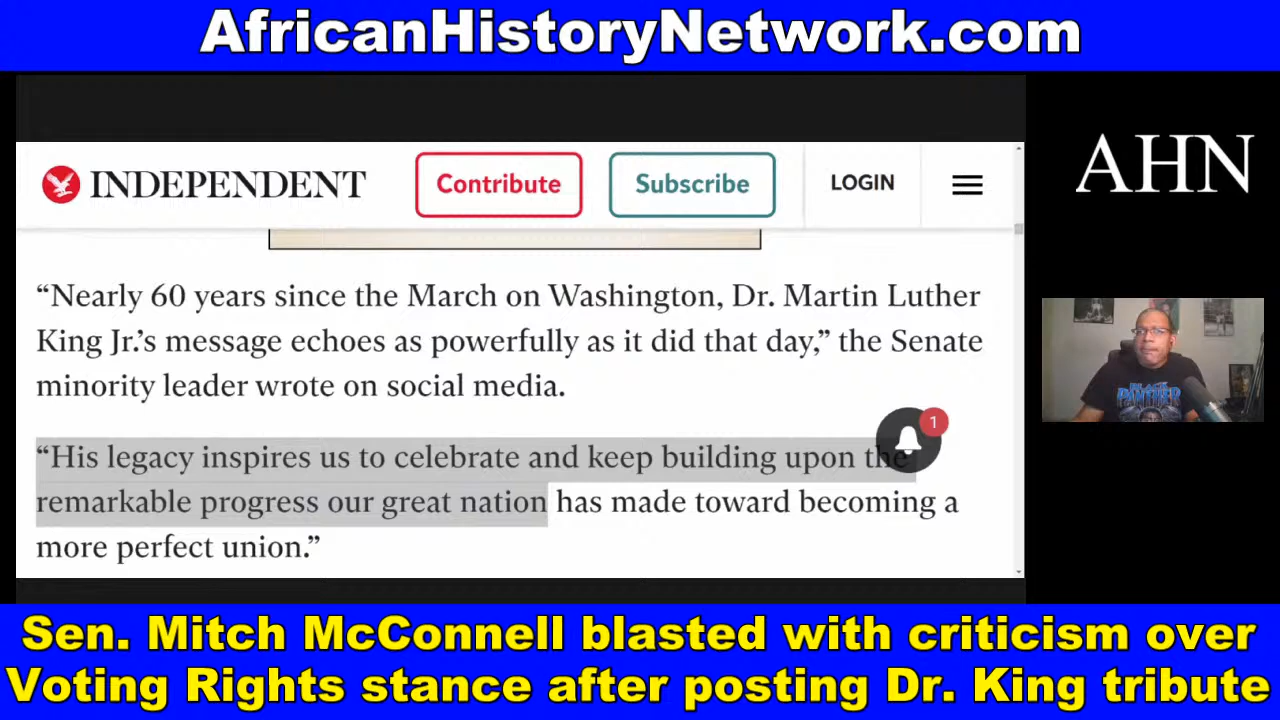 AfricanHistoryNetwork.com
INDEPENDENT
Contribute
Subscribe
LOGIN
AHN
“Nearly 60 years since the March on Washington, Dr. Martin Luther
King Jr.’s message echoes as powerfully as it did that day,” the Senate
minority leader wrote on social media.
1
“His legacy inspires us to celebrate and keep building upon the
remarkable progress our great nation has made toward becoming a
more perfect union.”
BLACK
PANTHER
Sen. Mitch McConnell blasted with criticism over
Voting Rights stance after posting Dr. King tribute